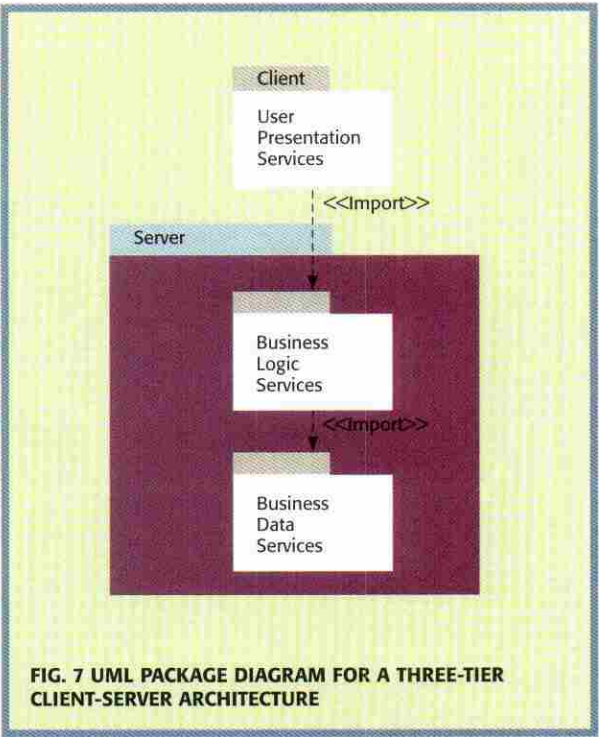 Client
User
Presentation
Services
<<Import>>
Server
Business
Logic
Services
<<Import>>
Business
Data
Services
FIG. 7 UML PACKAGE DIAGRAM FOR A THREE-TIER
CLIENT-SERVER ARCHITECTURE